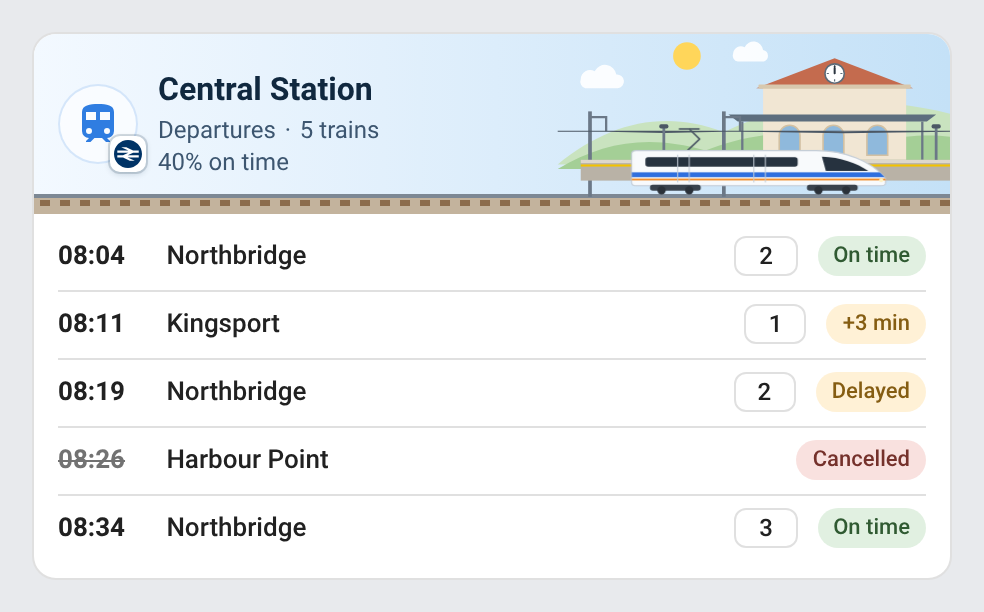 Central Station
Departures · 5 trains
40% on time
08:04 Northbridge 2 On time
08:11 Kingsport 1 +3 min
08:19 Northbridge 2 Delayed
08:26 Harbour Point Cancelled
08:34 Northbridge 3 On time